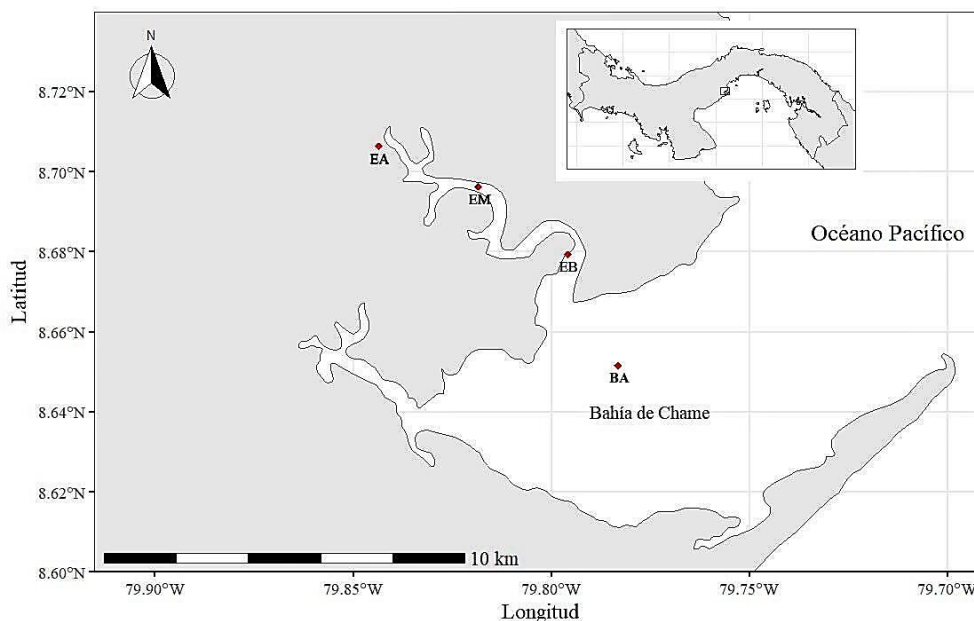 N
8.72°N
8.70°N
8.68°N
8.66°N
8.64°N
8.62°N
8.60°N
Latitud
EA
EM
EB
Océano Pacífico
BA
Bahía de Chame
10 km
79.90°W
79.85°W
79.80°W
79.75°W
79.70°W
Longitud